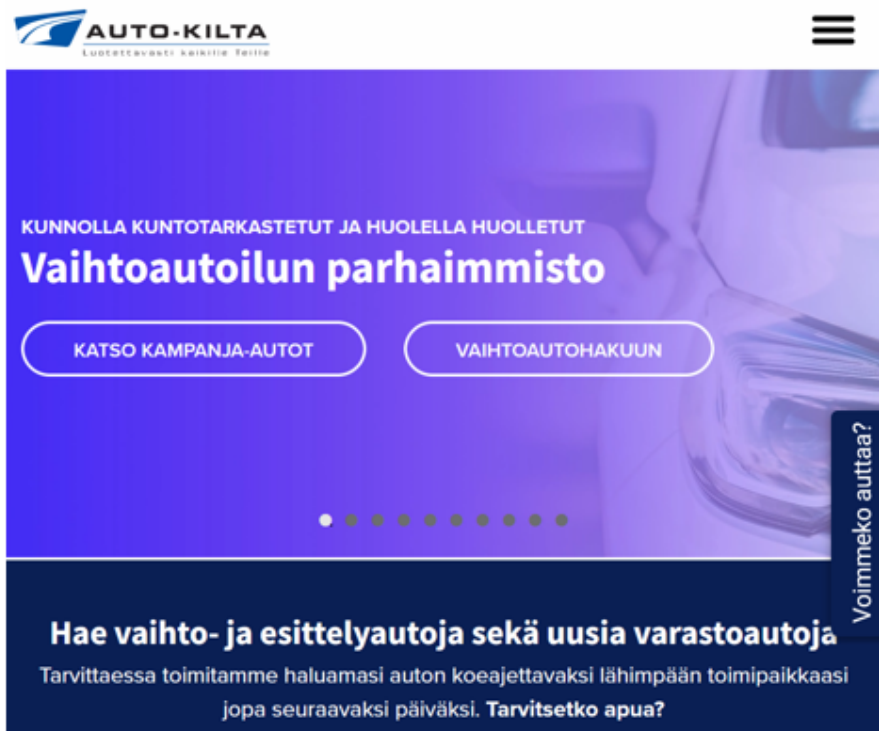 AUTO-KILTA
Luotettavasti kaikille Teille
KUNNOLLA KUNTOTARKASTETUT JA HUOLELLA HUOLLETUT
Vaihtoautoilun parhaimmisto
KATSO KAMPANJA-AUTOT
VAIHTOAUTOHAKUUN
Voimmeko auttaa?
Hae vaihto- ja esittelyautoja sekä uusia varastoautoja
Tarvittaessa toimitamme haluamasi auton koeajettavaksi lähimpään toimipaikkaasi
jopa seuraavaksi päiväksi. Tarvitsetko apua?